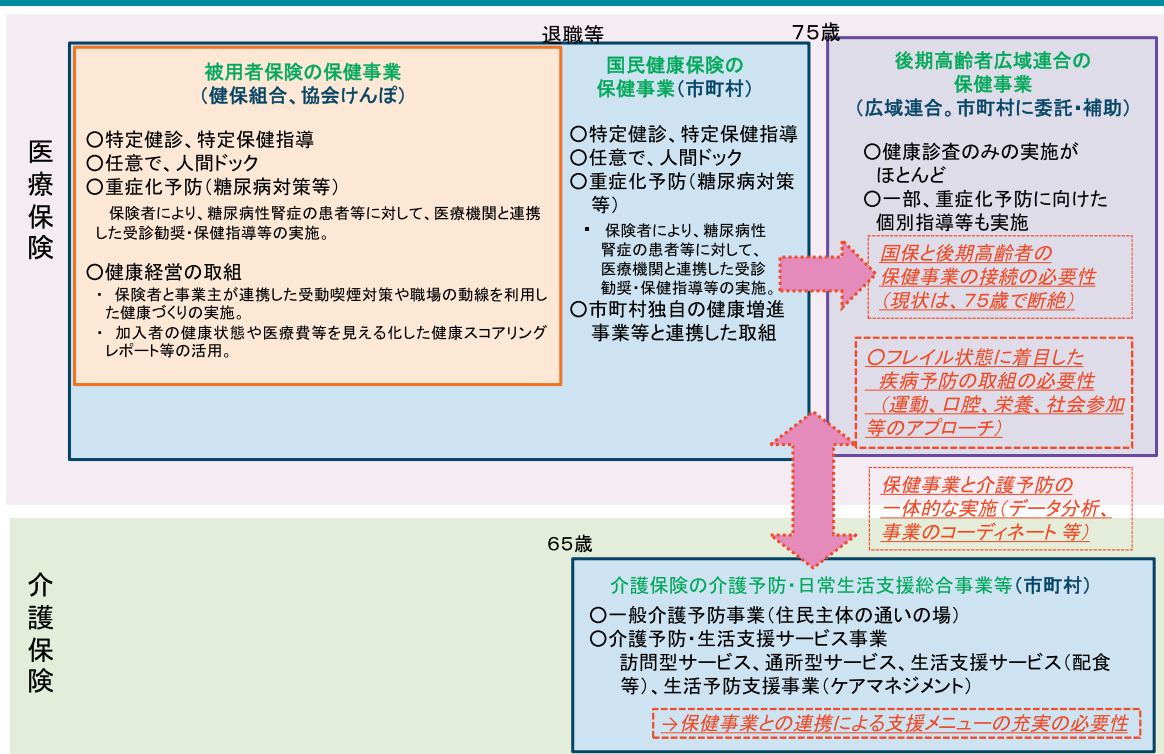 医療保険
退職等
75歳
被用者保険の保健事業
(健保組合、協会けんぽ)
〇特定健診、特定保健指導
〇任意で、人間ドック
〇重症化予防(糖尿病対策等)
保険者により、糖尿病性腎症の患者等に対して、医療機関と連携
した受診勧奨・保健指導等の実施。
〇健康経営の取組
・ 保険者と事業主が連携した受動喫煙対策や職場の動線を利用し
た健康づくりの実施。
・ 加入者の健康状態や医療費等を見える化した健康スコアリング
レポート等の活用。
国民健康保険の
保健事業(市町村)
〇特定健診、特定保健指導
〇任意で、人間ドック
〇重症化予防(糖尿病対策
等)
・ 保険者により、糖尿病性
腎症の患者等に対して、
医療機関と連携した受診
勧奨・保健指導等の実施。
〇市町村独自の健康増進
事業等と連携した取組
後期高齢者広域連合の
保健事業
(広域連合。市町村に委託・補助)
〇健康診査のみの実施が
ほとんど
〇一部、重症化予防に向けた
個別指導等も実施
国保と後期高齢者の
保健事業の接続の必要性
(現状は、75歳で断絶)
〇フレイル状態に着目した
疾病予防の取組の必要性
(運動、口腔、栄養、社会参加
等のアプローチ)
保健事業と介護予防の
一体的な実施(データ分析、
事業のコーディネート 等)
介護保険
65歳
介護保険の介護予防・日常生活支援総合事業等(市町村)
〇一般介護予防事業(住民主体の通いの場)
〇介護予防・生活支援サービス事業
訪問型サービス、通所型サービス、生活支援サービス(配食
等)、生活予防支援事業(ケアマネジメント)
→保健事業との連携による支援メニューの充実の必要性